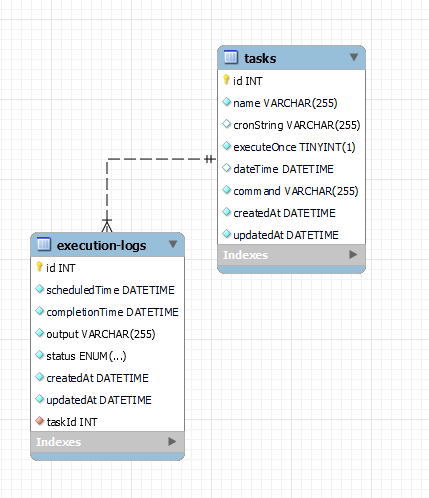 tasks
id INT
name VARCHAR(255)
cronString VARCHAR(255)
executeOnce TINYINT(1)
dateTime DATETIME
command VARCHAR(255)
createdAt DATETIME
updatedAt DATETIME
Indexes
execution-logs
id INT
scheduledTime DATETIME
completionTime DATETIME
output VARCHAR(255)
status ENUM(...)
createdAt DATETIME
updatedAt DATETIME
taskId INT
Indexes